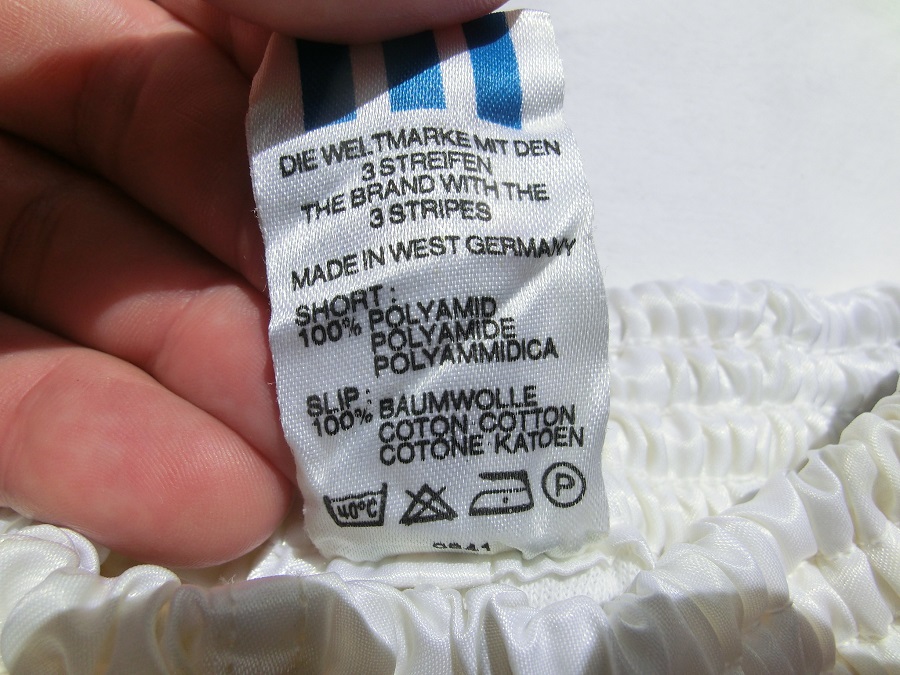 DIE WELTMARKE MIT DEN
3 STREIFEN
THE BRAND WITH THE
3 STRIPES
MADE IN WEST GERMANY
SHORT :
100% POLYAMID
POLYAMIDE
POLYAMMIDICA
SLIP :
100% BAUMWOLLE
COTON COTTON
COTONE KATOEN
40°C
P